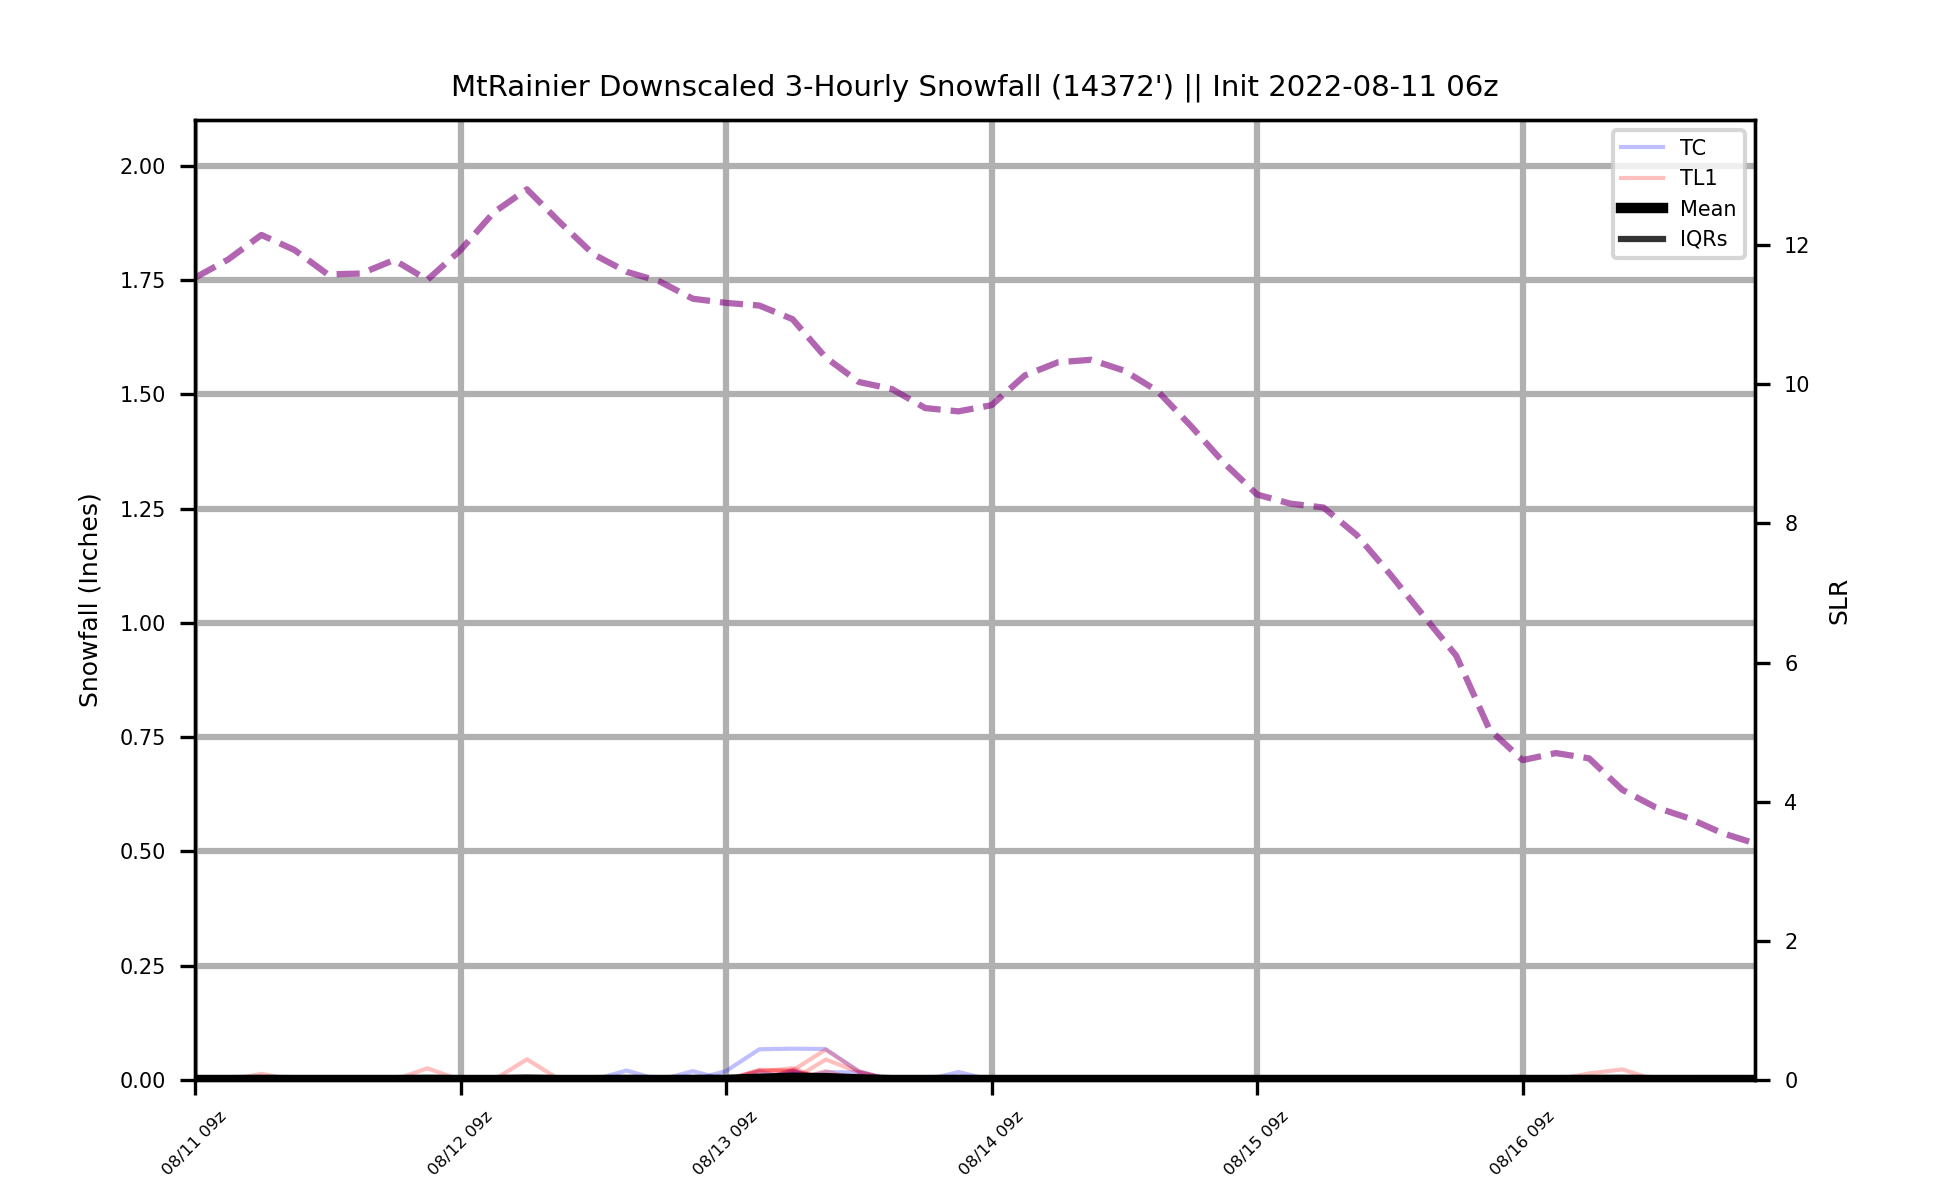 MtRainier Downscaled 3-Hourly Snowfall (14372') || Init 2022-08-11 06z
TC
TL1
Mean
IQRs
2.00
1.75
1.50
1.25
1.00
0.75
0.50
0.25
0.00
Snowfall (Inches)
12
10
8
6
4
2
0
SLR
08/11 09z
08/12 09z
08/13 09z
08/14 09z
08/15 09z
08/16 09z